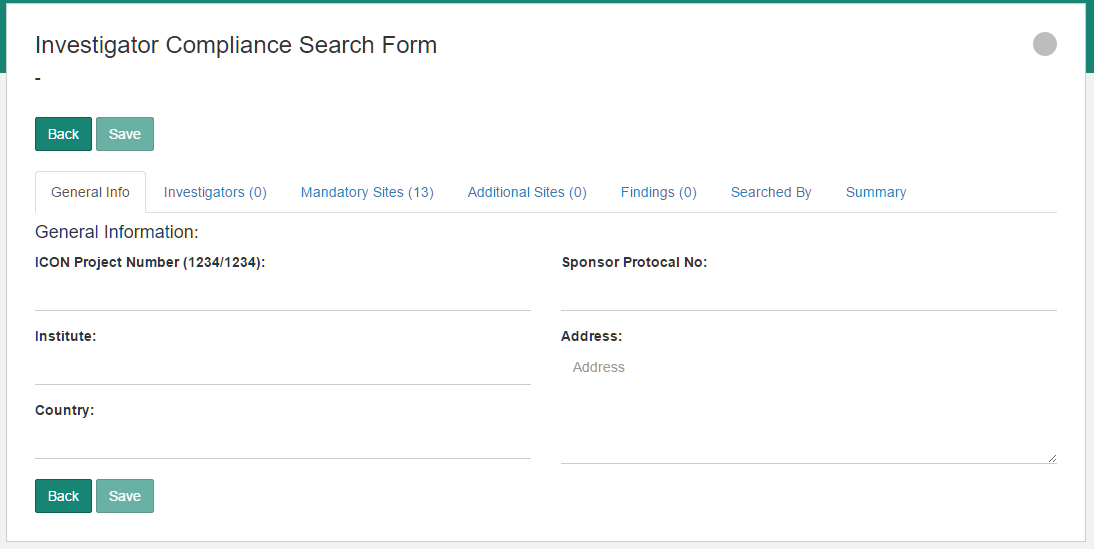 Investigator Compliance Search Form
-
Back Save
General Info Investigators (0) Mandatory Sites (13) Additional Sites (0) Findings (0) Searched By Summary
General Information:
ICON Project Number (1234/1234): Sponsor Protocal No:
Institute: Address:
Address
Country:
Back Save